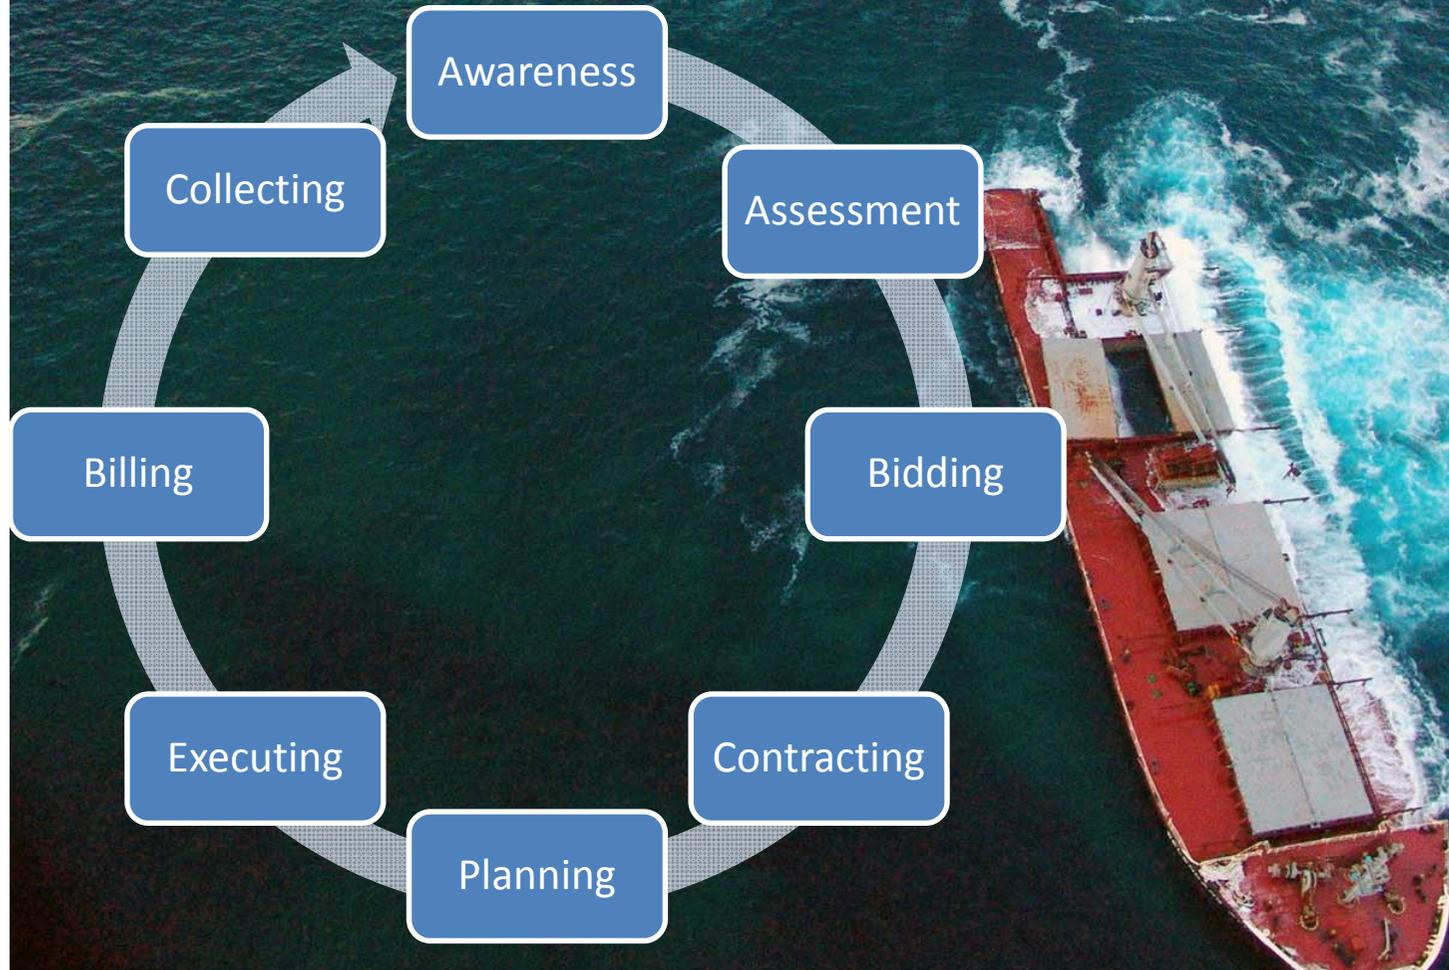 Awareness
Assessment
Bidding
Contracting
Planning
Executing
Billing
Collecting